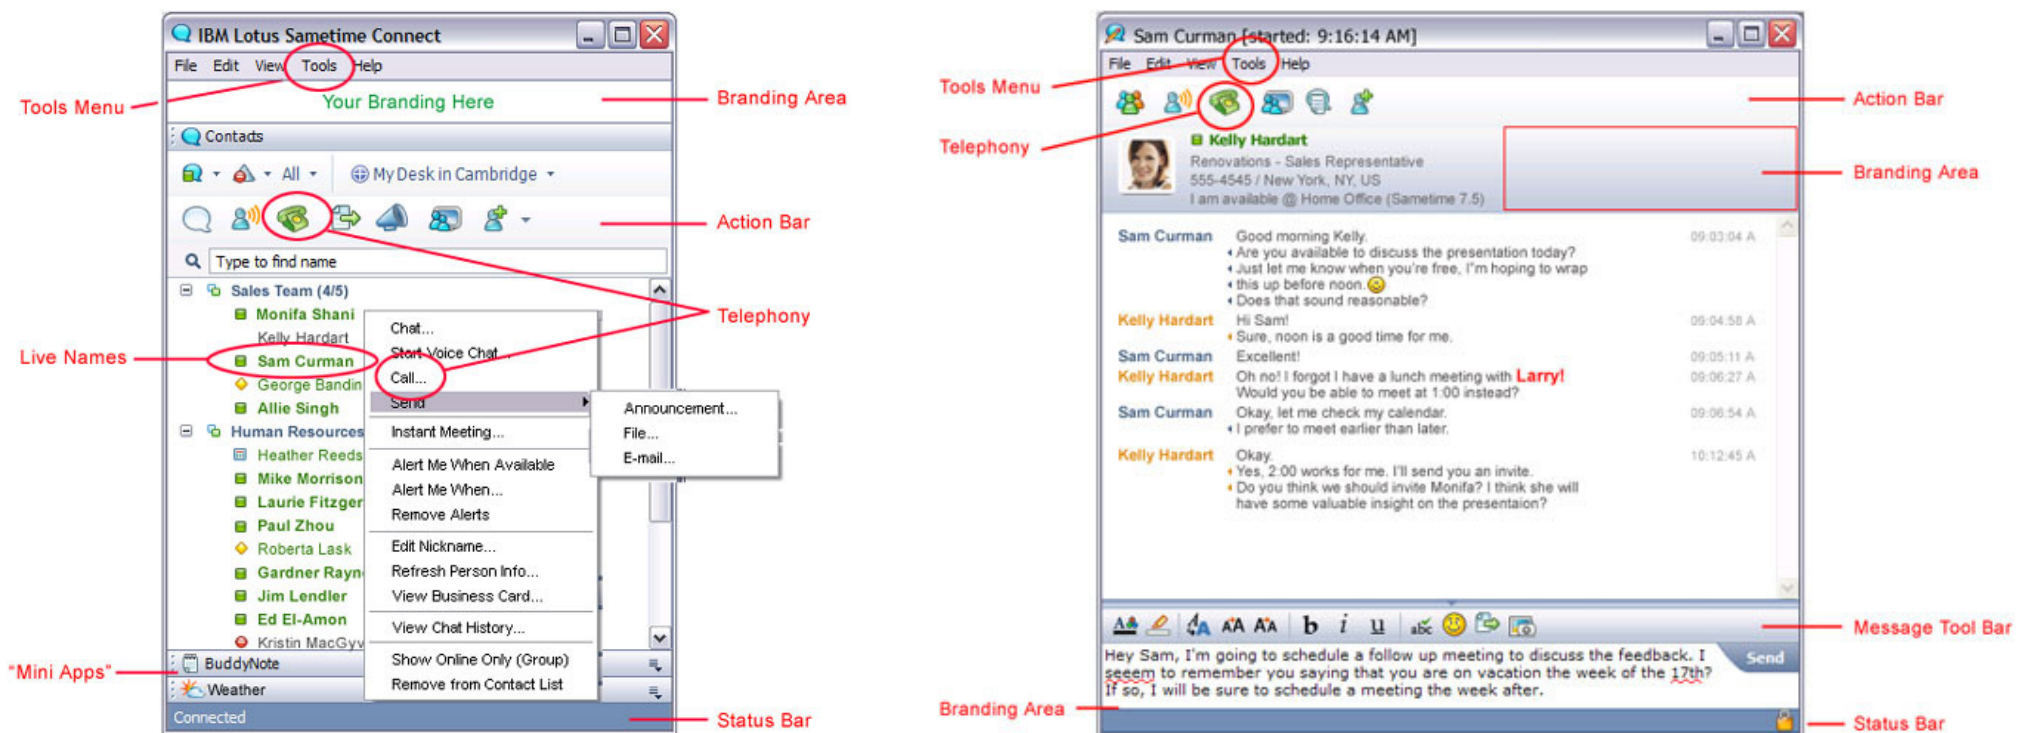 IBM Lotus Sametime Connect
File Edit View Tools Help
Tools Menu
Your Branding Here
Branding Area
Contacts
All My Desk in Cambridge
Action Bar
Type to find name
Sales Team (4/5)
Monifa Shani
Kelly Hardart
Live Names
Sam Curman
George Bandin
Allie Singh
Human Resources
Heather Reeds
Mike Morrison
Laurie Fitzger
Paul Zhou
Roberta Lask
Gardner Rayn
Jim Lendler
Ed El-Amon
Kristin MacGyv
Chat...
Start Voice Chat...
Call...
Send
Instant Meeting...
Alert Me When Available
Alert Me When...
Remove Alerts
Edit Nickname...
Refresh Person Info...
View Business Card...
View Chat History...
Show Online Only (Group)
Remove from Contact List
Announcement...
File...
E-mail...
Telephony
"Mini Apps"
BuddyNote
Weather
Connected
Status Bar
Sam Curman [started: 9:16:14 AM]
File Edit View Tools Help
Tools Menu
Action Bar
Telephony
Kelly Hardart
Renovations - Sales Representative
555-4545 / New York, NY, US
I am available @ Home Office (Sametime 7.5)
Branding Area
Sam Curman Good morning Kelly. 09:03:04 A
Are you available to discuss the presentation today?
Just let me know when you're free, I"m hoping to wrap
this up before noon.
Does that sound reasonable?
Kelly Hardart Hi Sam! 09:04:58 A
Sure, noon is a good time for me.
Sam Curman Excellent! 09:05:11 A
Kelly Hardart Oh no! I forgot I have a lunch meeting with Larry! 09:06:27 A
Would you be able to meet at 1:00 instead?
Sam Curman Okay, let me check my calendar. 09:06:54 A
I prefer to meet earlier than later.
Kelly Hardart Okay. 10:12:45 A
Yes, 2:00 works for me. I'll send you an invite.
Do you think we should invite Monifa? I think she will
have some valuable insight on the presentaion?
A A A A A A b i u abc
Message Tool Bar
Hey Sam, I'm going to schedule a follow up meeting to discuss the feedback. I
seeem to remember you saying that you are on vacation the week of the 17th?
If so, I will be sure to schedule a meeting the week after.
Send
Branding Area
Status Bar